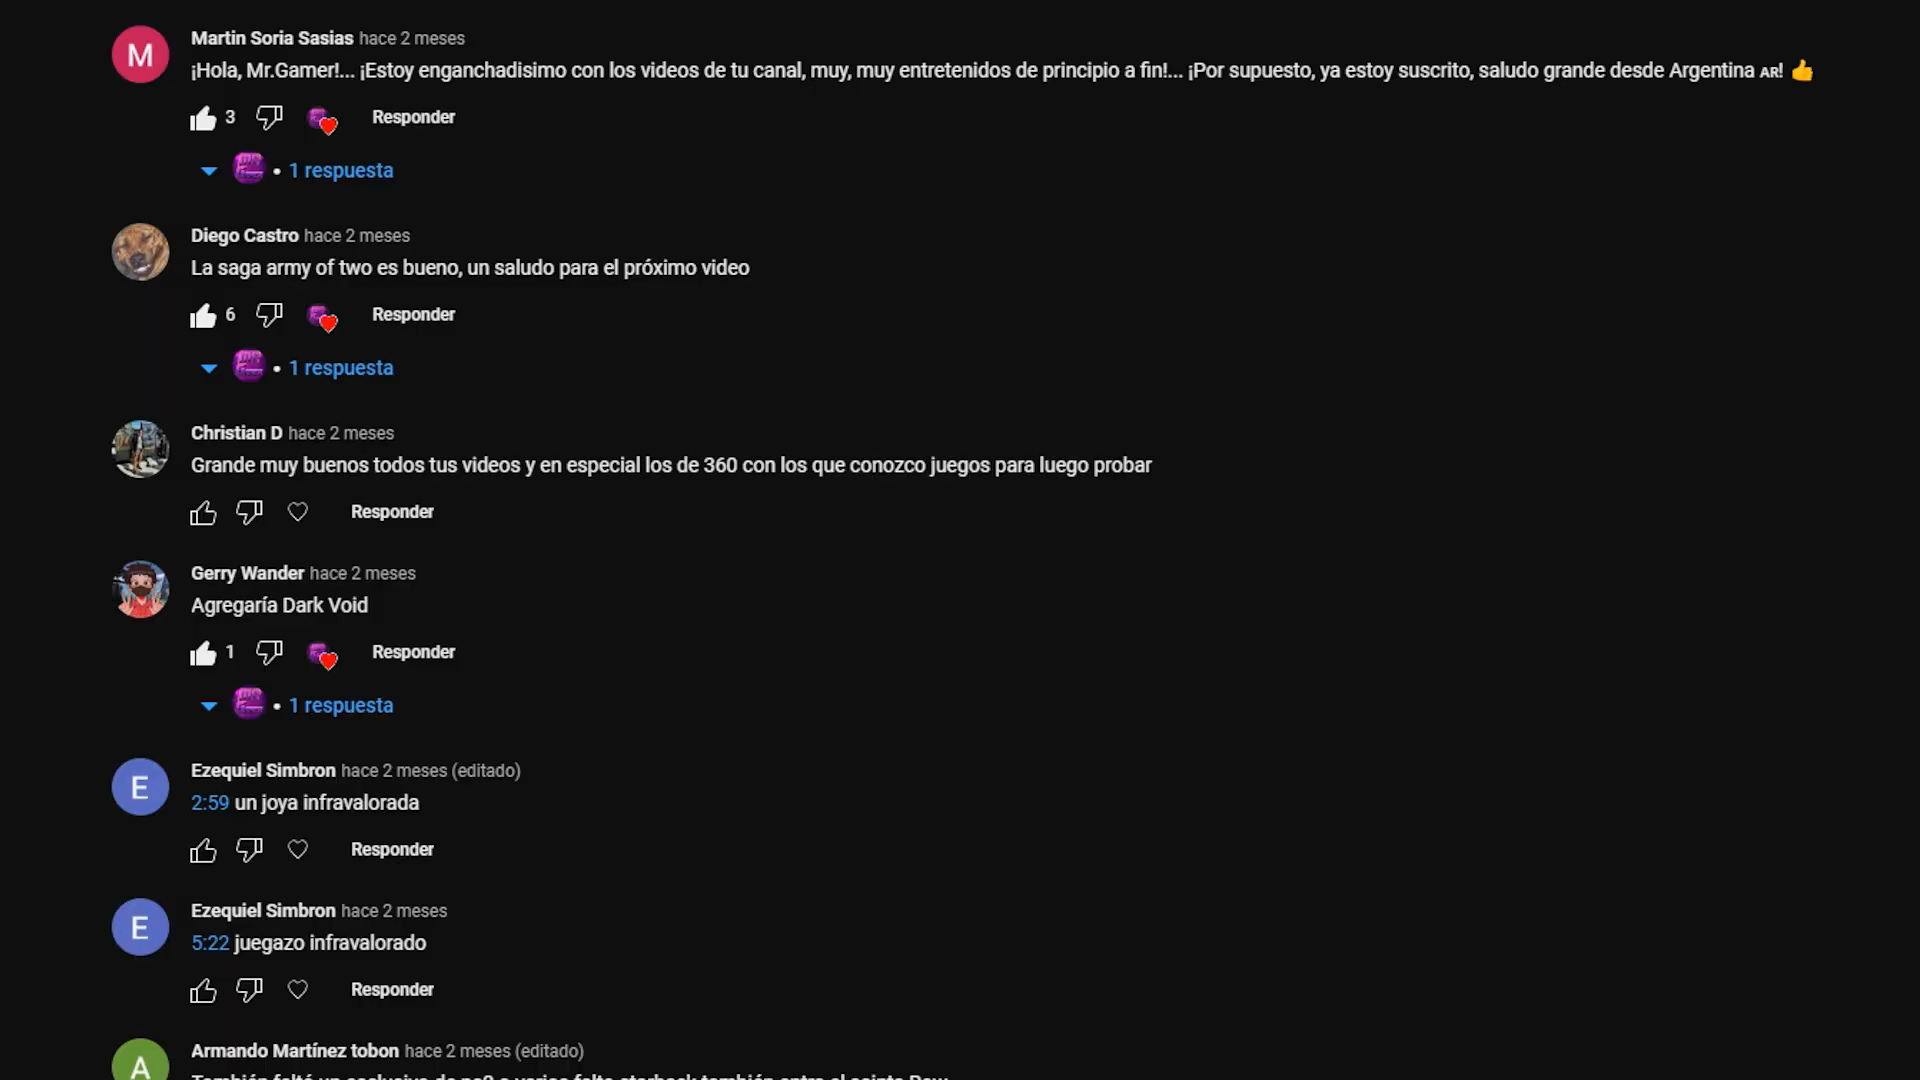 M
Martin Soria Sasias hace 2 meses
¡Hola, Mr.Gamer!... ¡Estoy enganchadisimo con los videos de tu canal, muy, muy entretenidos de principio a fin!... ¡Por supuesto, ya estoy suscrito, saludo grande desde Argentina AR! 👍
3 Responder
• 1 respuesta
Diego Castro hace 2 meses
La saga army of two es bueno, un saludo para el próximo video
6 Responder
• 1 respuesta
Christian D hace 2 meses
Grande muy buenos todos tus videos y en especial los de 360 con los que conozco juegos para luego probar
Responder
Gerry Wander hace 2 meses
Agregaría Dark Void
1 Responder
• 1 respuesta
E
Ezequiel Simbron hace 2 meses (editado)
2:59 un joya infravalorada
Responder
E
Ezequiel Simbron hace 2 meses
5:22 juegazo infravalorado
Responder
A
Armando Martínez tobon hace 2 meses (editado)